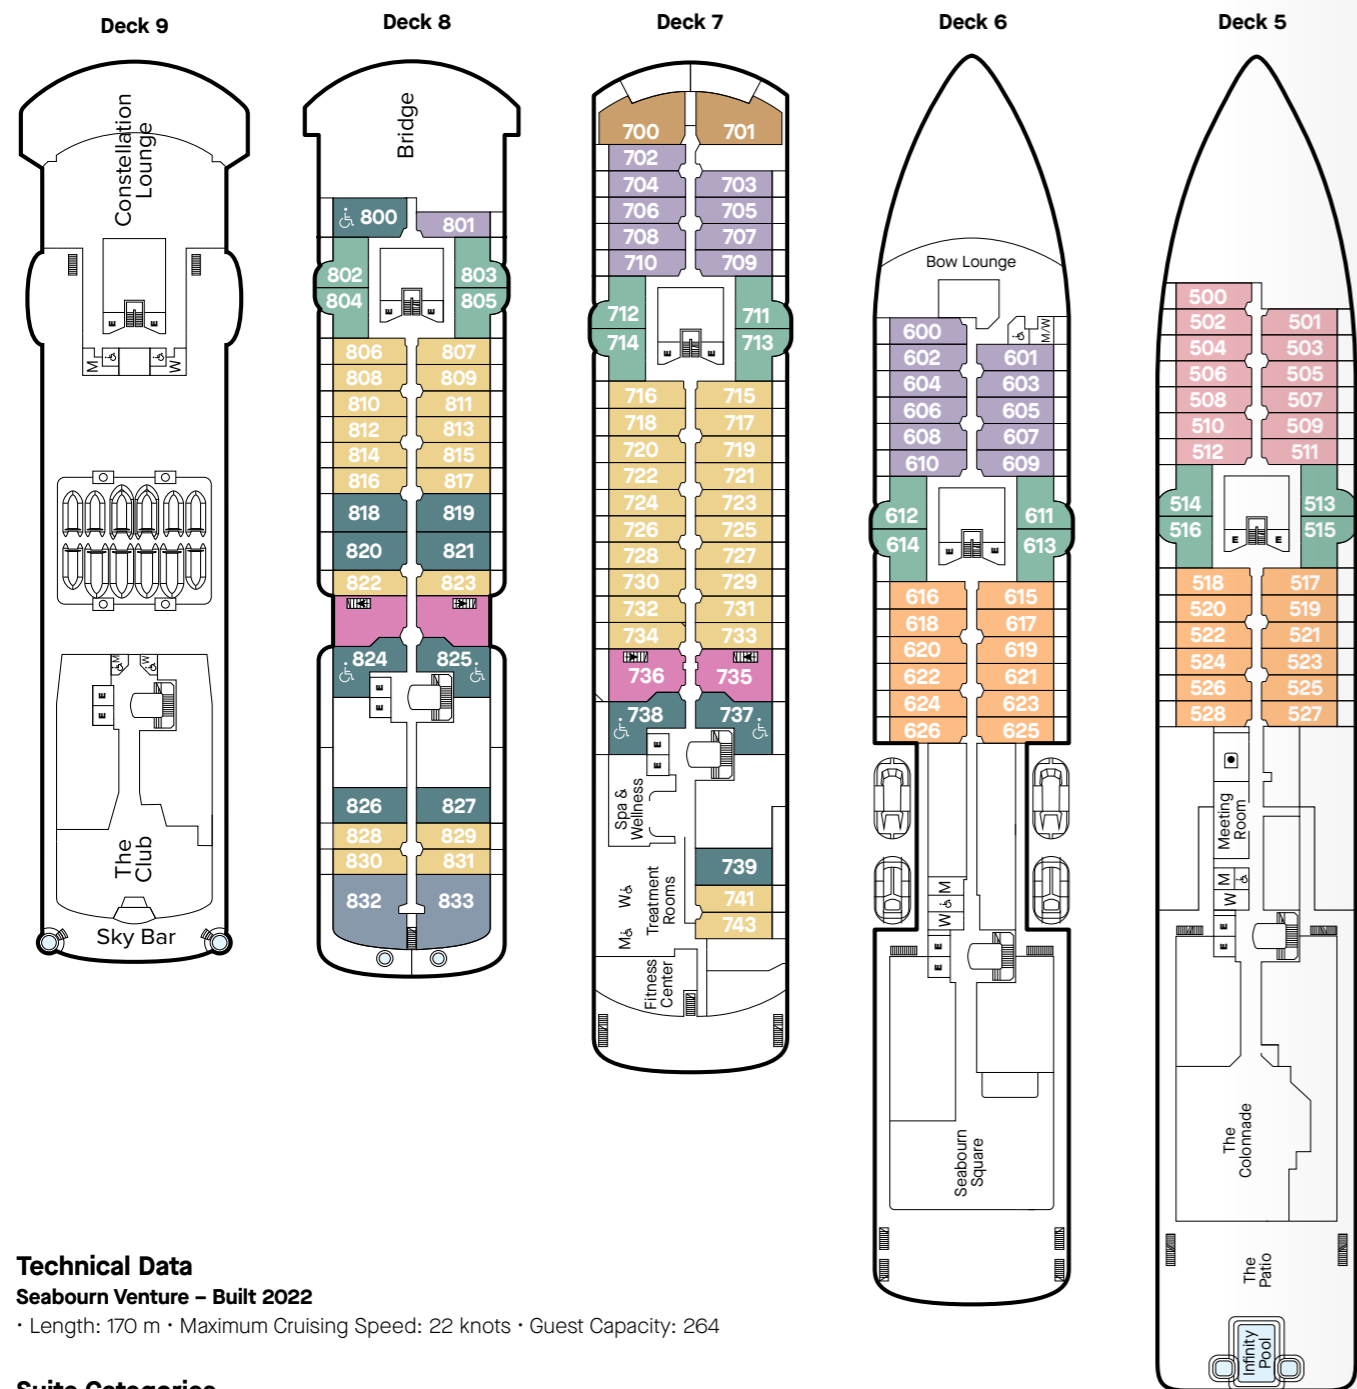 Deck 9
Deck 8
Deck 7
Deck 6
Deck 5
Constellation
Lounge
E E
M W
M W
E
E
The
Club
Sky Bar
Bridge
800
801
802 803
804 805
E E
806 807
808 809
810 811
812 813
814 815
816 817
818 819
820 821
822 823
824 825
E
E
826 827
828 829
830 831
832 833
700 701
702
704 703
706 705
708 707
710 709
712 711
714 713
E E
716 715
718 717
720 719
722 721
724 723
726 725
728 727
730 729
732 731
734 733
736 735
738 737
E
E
Spa &
Wellness
739
741
743
W
M
Treatment
Rooms
Fitness
Center
Bow Lounge
M/W
600
602 601
604 603
606 605
608 607
610 609
612 611
614 613
E E
616 615
618 617
620 619
622 621
624 623
626 625
M
W
E
E
Seabourn
Square
500
502 501
504 503
506 505
508 507
510 509
512 511
514 513
516 515
E E
518 517
520 519
522 521
524 523
526 525
528 527
Meeting
Room
M
W
E
E
The
Colonnade
The
Patio
Infinity
Pool
Technical Data
Seabourn Venture – Built 2022
· Length: 170 m · Maximum Cruising Speed: 22 knots · Guest Capacity: 264
Suite Categories